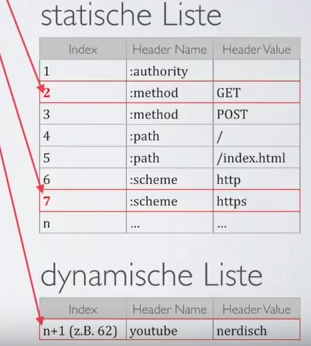 statische Liste
Index Header Name Header Value
1 :authority
2 :method GET
3 :method POST
4 :path /
5 :path /index.html
6 :scheme http
7 :scheme https
n ... ...
dynamische Liste
Index Header Name Header Value
n+1 (z.B. 62) youtube nerdisch